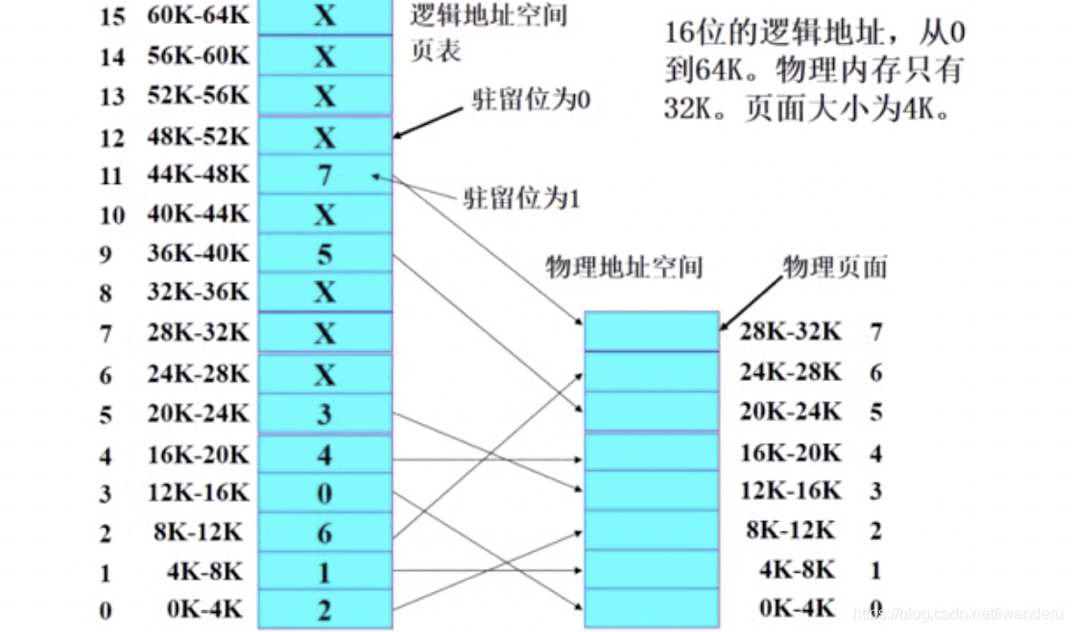 15 60K-64K X
14 56K-60K X
13 52K-56K X
12 48K-52K X
11 44K-48K 7
10 40K-44K X
9 36K-40K 5
8 32K-36K X
7 28K-32K X
6 24K-28K X
5 20K-24K 3
4 16K-20K 4
3 12K-16K 0
2 8K-12K 6
1 4K-8K 1
0 0K-4K 2
逻辑地址空间
页表
驻留位为0
驻留位为1
16位的逻辑地址，从0
到64K。物理内存只有
32K。页面大小为4K。
物理地址空间
物理页面
28K-32K 7
24K-28K 6
20K-24K 5
16K-20K 4
12K-16K 3
8K-12K 2
4K-8K 1
0K-4K 0
https://blog.csdn.net/iwanderu